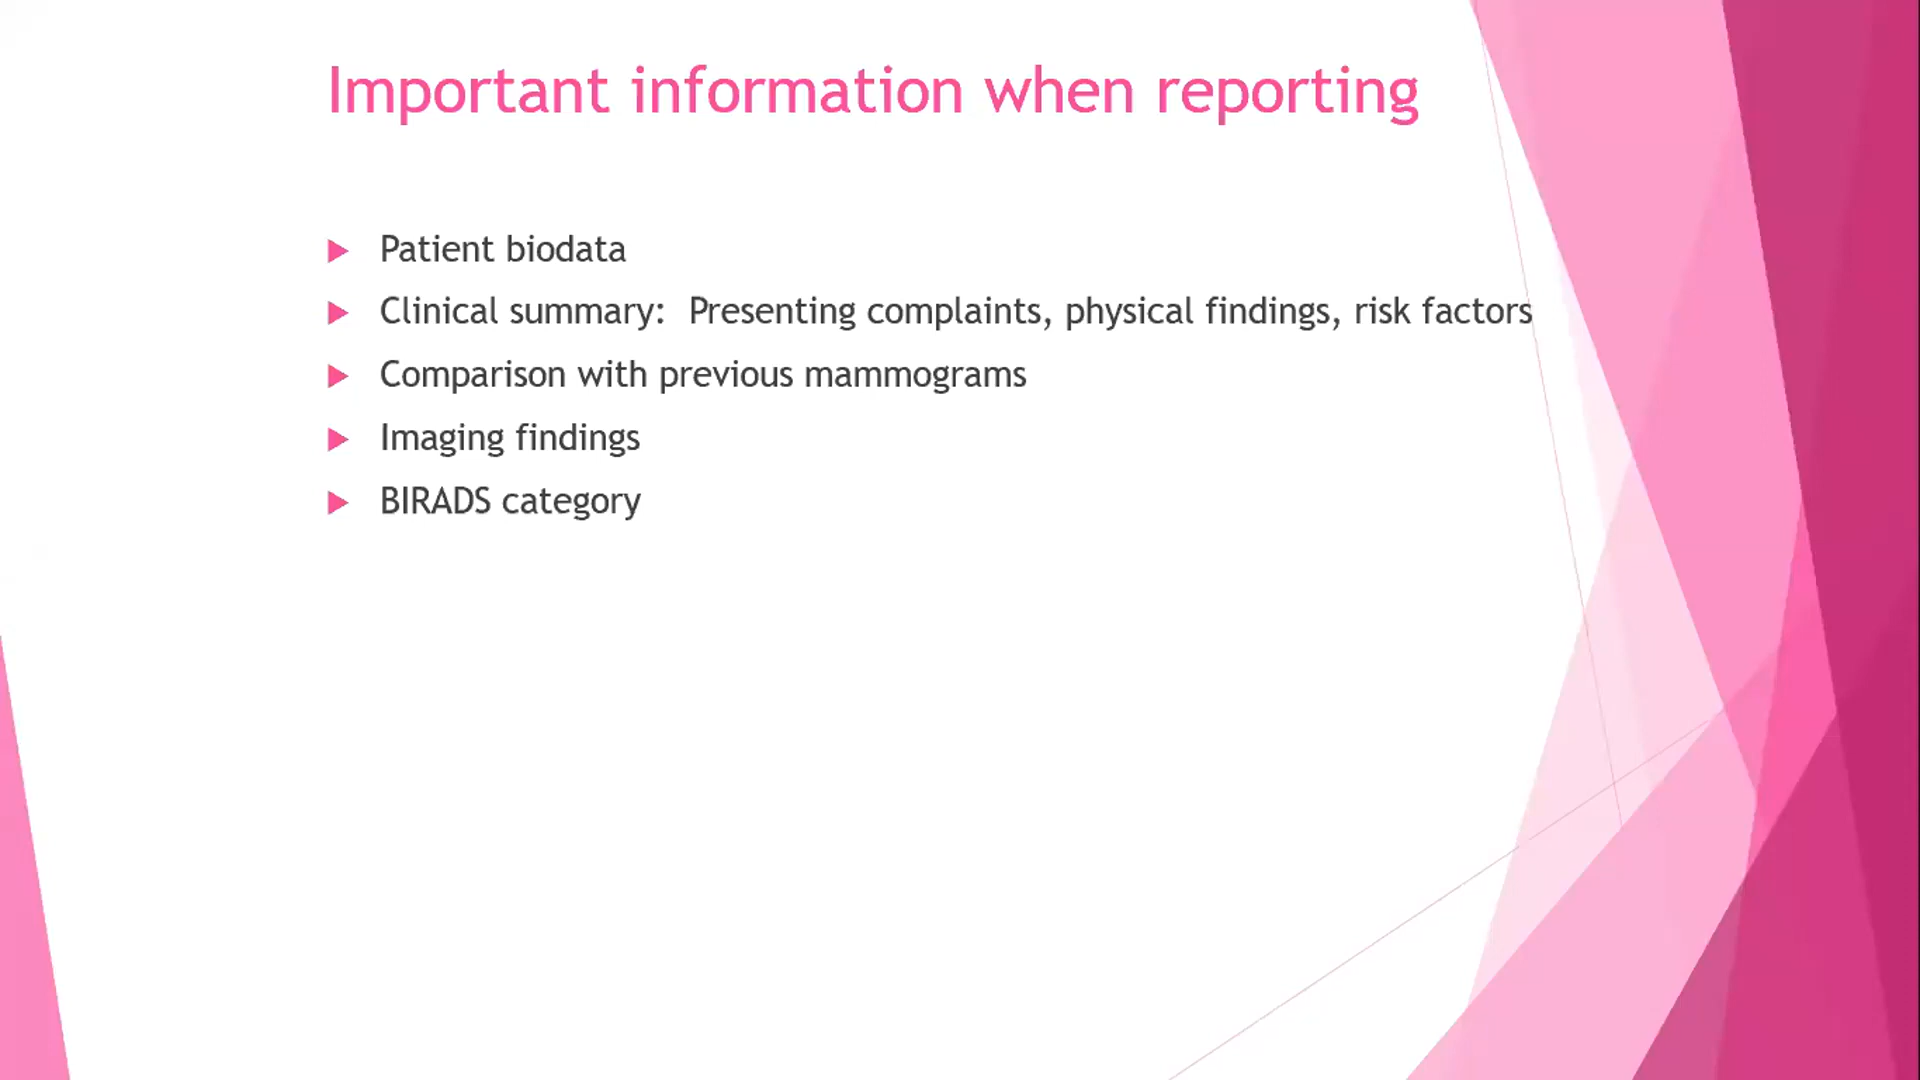 Important information when reporting
Patient biodata
Clinical summary:  Presenting complaints, physical findings, risk factors
Comparison with previous mammograms
Imaging findings
BIRADS category